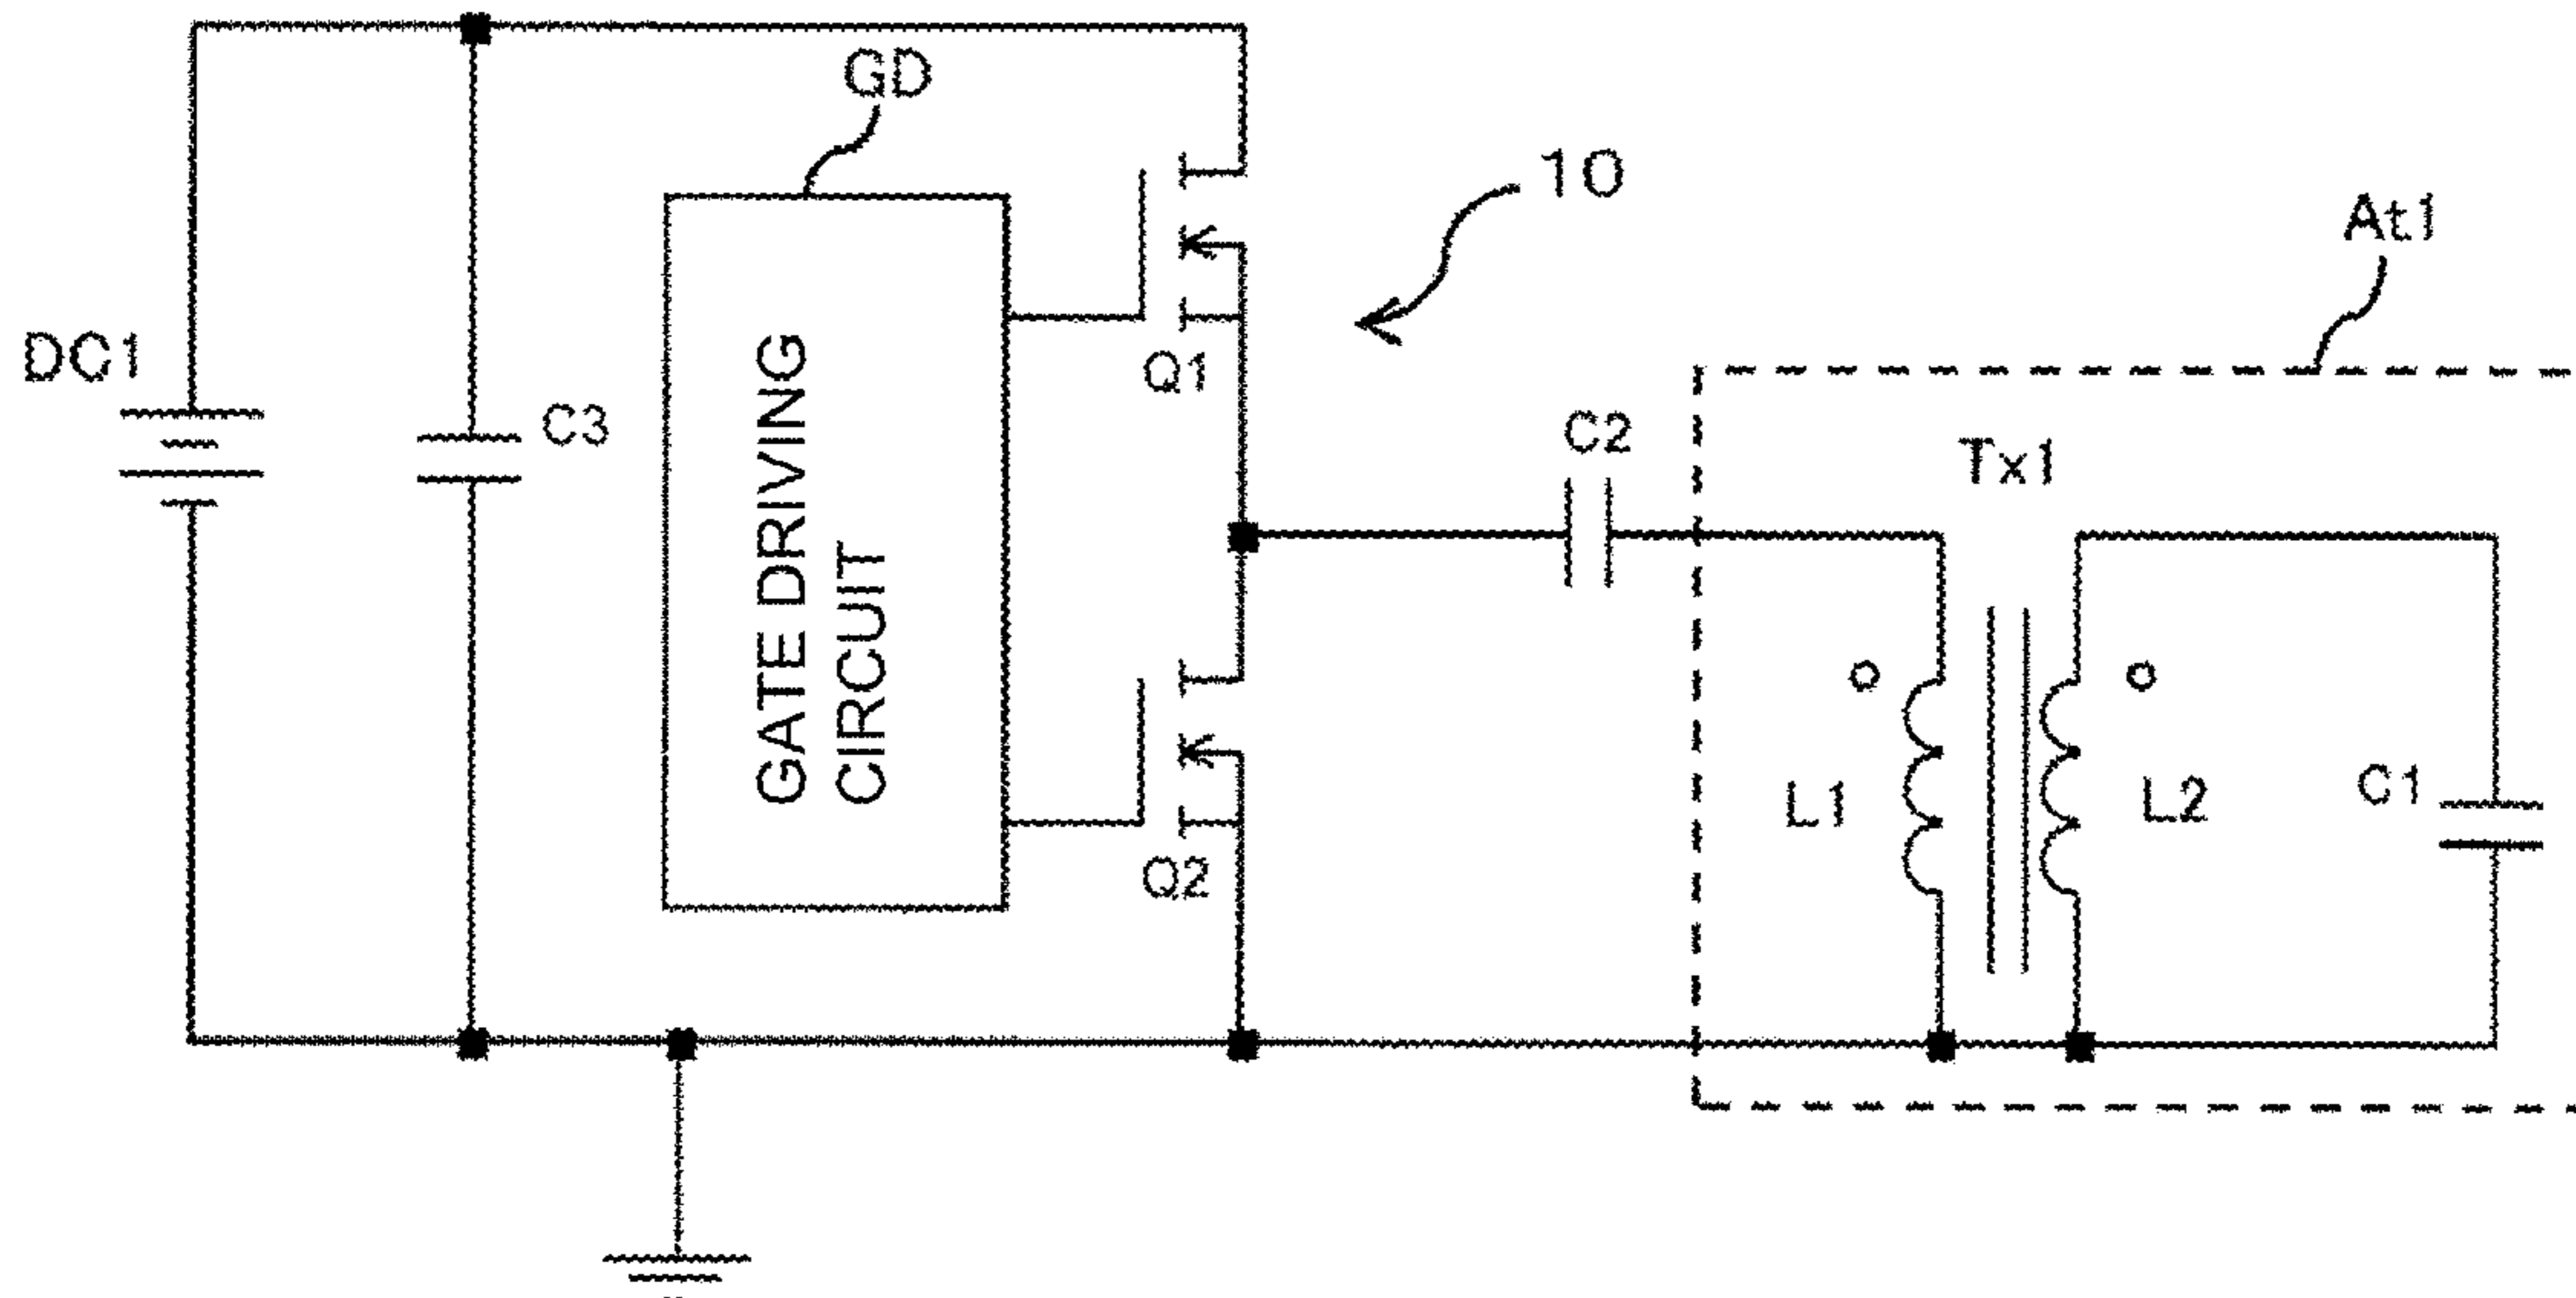 GD
10
At1
DC1
C3
GATE DRIVING
CIRCUIT
Q1
C2
Tx1
L1
L2
C1
Q2